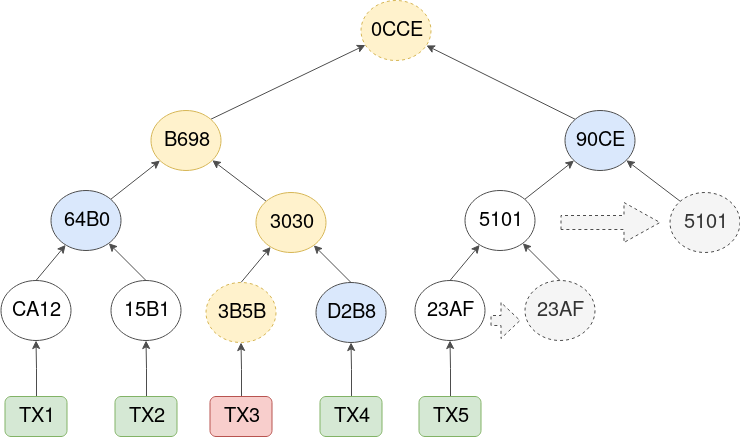 0CCE
B698
90CE
64B0
3030
5101
5101
CA12
15B1
3B5B
D2B8
23AF
23AF
TX1
TX2
TX3
TX4
TX5